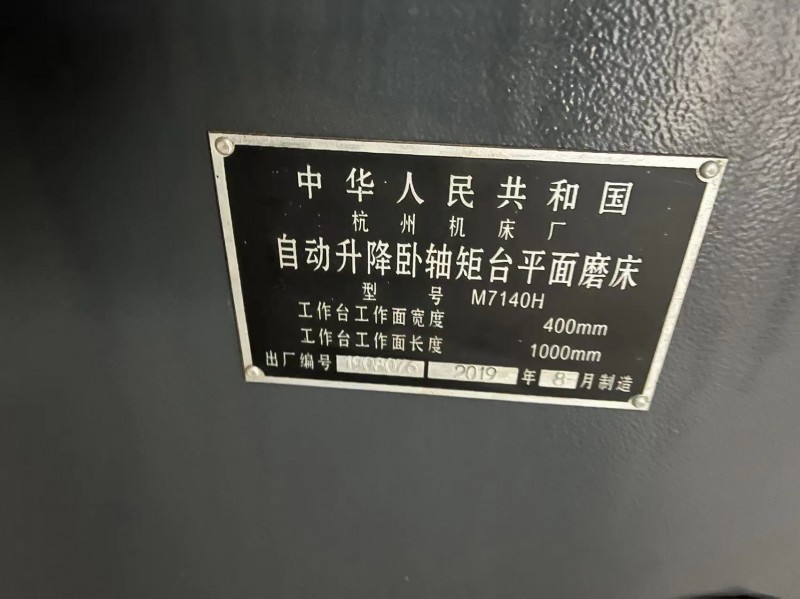 中华人民共和国
杭州机床厂
自动升降卧轴矩台平面磨床
型 号 M7140H
工作台工作面宽度 400mm
工作台工作面长度 1000mm
出厂编号 2019 年 8 月制造